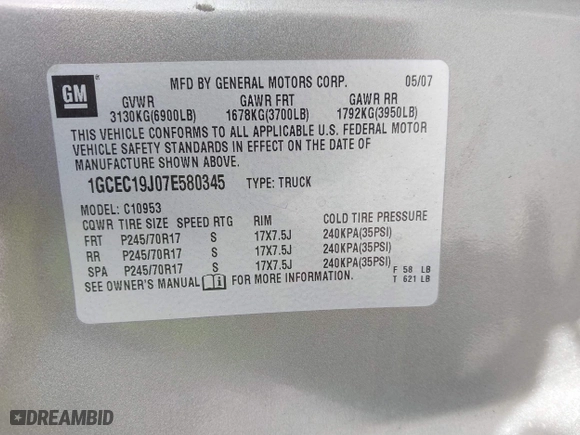 GM
®
MFD BY GENERAL MOTORS CORP. 05/07
GVWR GAWR FRT GAWR RR
3130KG(6900LB) 1678KG(3700LB) 1792KG(3950LB)
THIS VEHICLE CONFORMS TO ALL APPLICABLE U.S. FEDERAL MOTOR
VEHICLE SAFETY STANDARDS IN EFFECT ON THE DATE OF
MANUFACTURE SHOWN ABOVE.
1GCEC19J07E580345 TYPE: TRUCK
MODEL: C10953
CQWR TIRE SIZE SPEED RTG RIM COLD TIRE PRESSURE
FRT P245/70R17 S 17X7.5J 240KPA(35PSI)
RR P245/70R17 S 17X7.5J 240KPA(35PSI)
SPA P245/70R17 S 17X7.5J 240KPA(35PSI)
F 58 LB
T 621 LB
SEE OWNER'S MANUAL FOR MORE INFORMATION.
DREAMBID